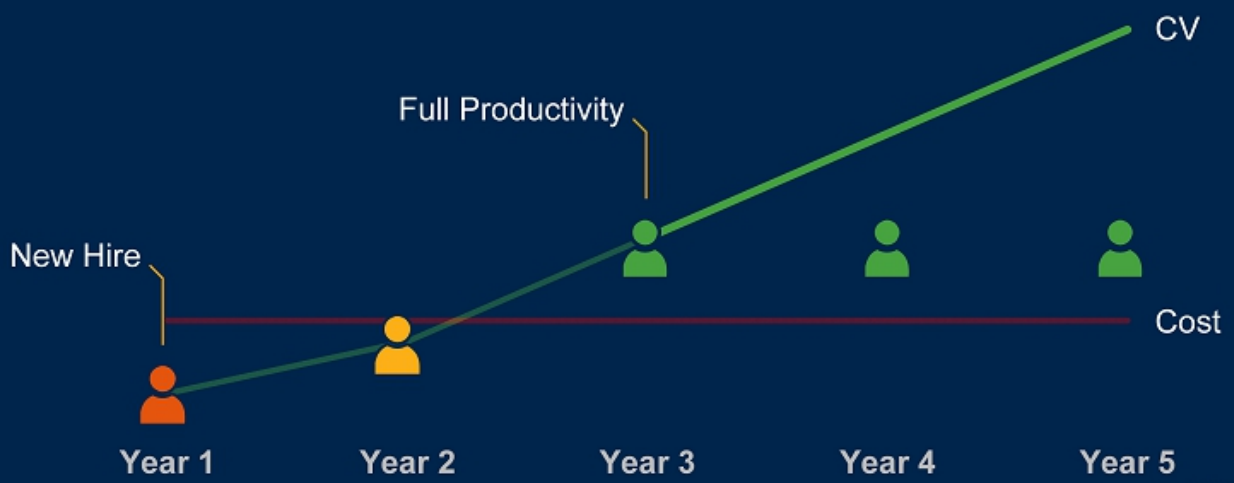 CV
Full Productivity
New Hire
Cost
Year 1 Year 2 Year 3 Year 4 Year 5